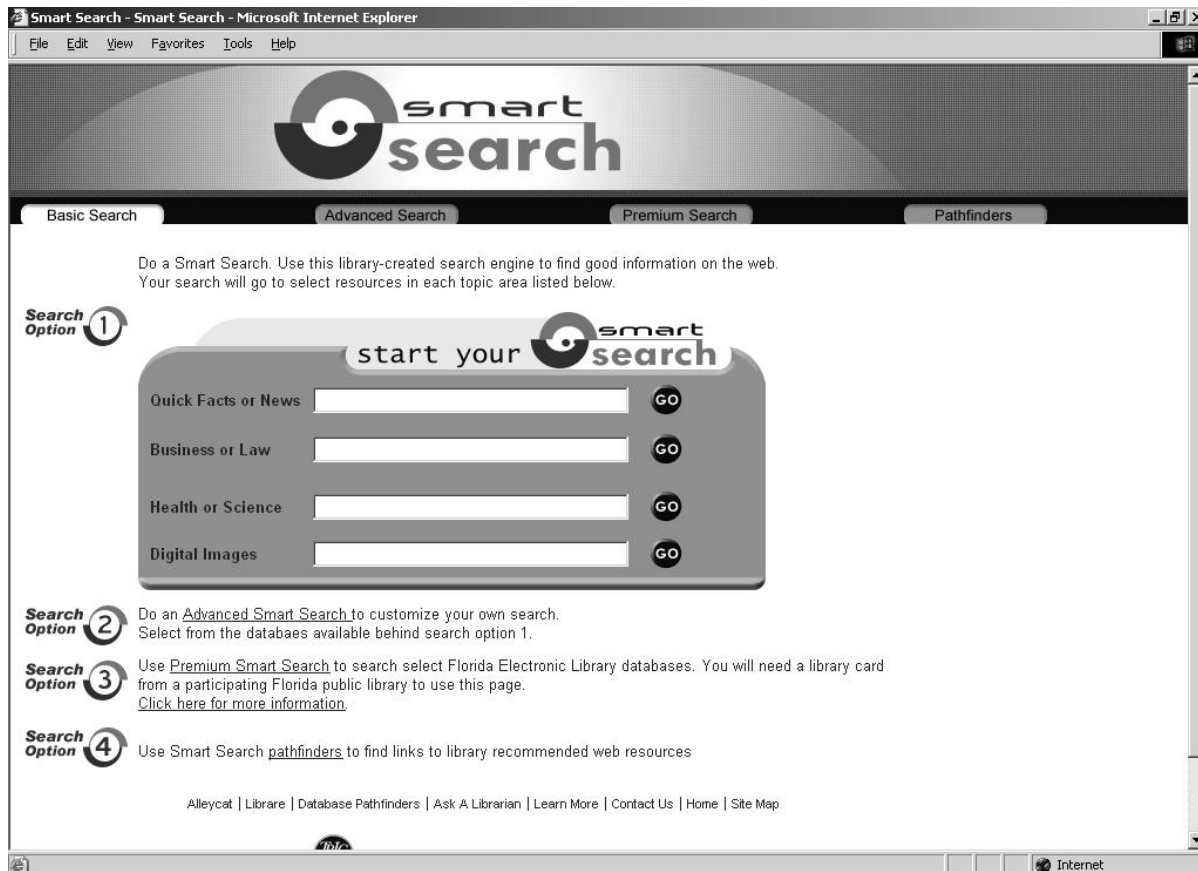 Smart Search - Smart Search - Microsoft Internet Explorer
File Edit View Favorites Tools Help
smart
search
Basic Search Advanced Search Premium Search Pathfinders
Do a Smart Search. Use this library-created search engine to find good information on the web.
Your search will go to select resources in each topic area listed below.
Search
Option 1
start your smart
search
Quick Facts or News GO
Business or Law GO
Health or Science GO
Digital Images GO
Search
Option 2
Do an Advanced Smart Search to customize your own search.
Select from the databaes available behind search option 1.
Search
Option 3
Use Premium Smart Search to search select Florida Electronic Library databases. You will need a library card
from a participating Florida public library to use this page.
Click here for more information.
Search
Option 4
Use Smart Search pathfinders to find links to library recommended web resources
Alleycat | Librare | Database Pathfinders | Ask A Librarian | Learn More | Contact Us | Home | Site Map
Internet